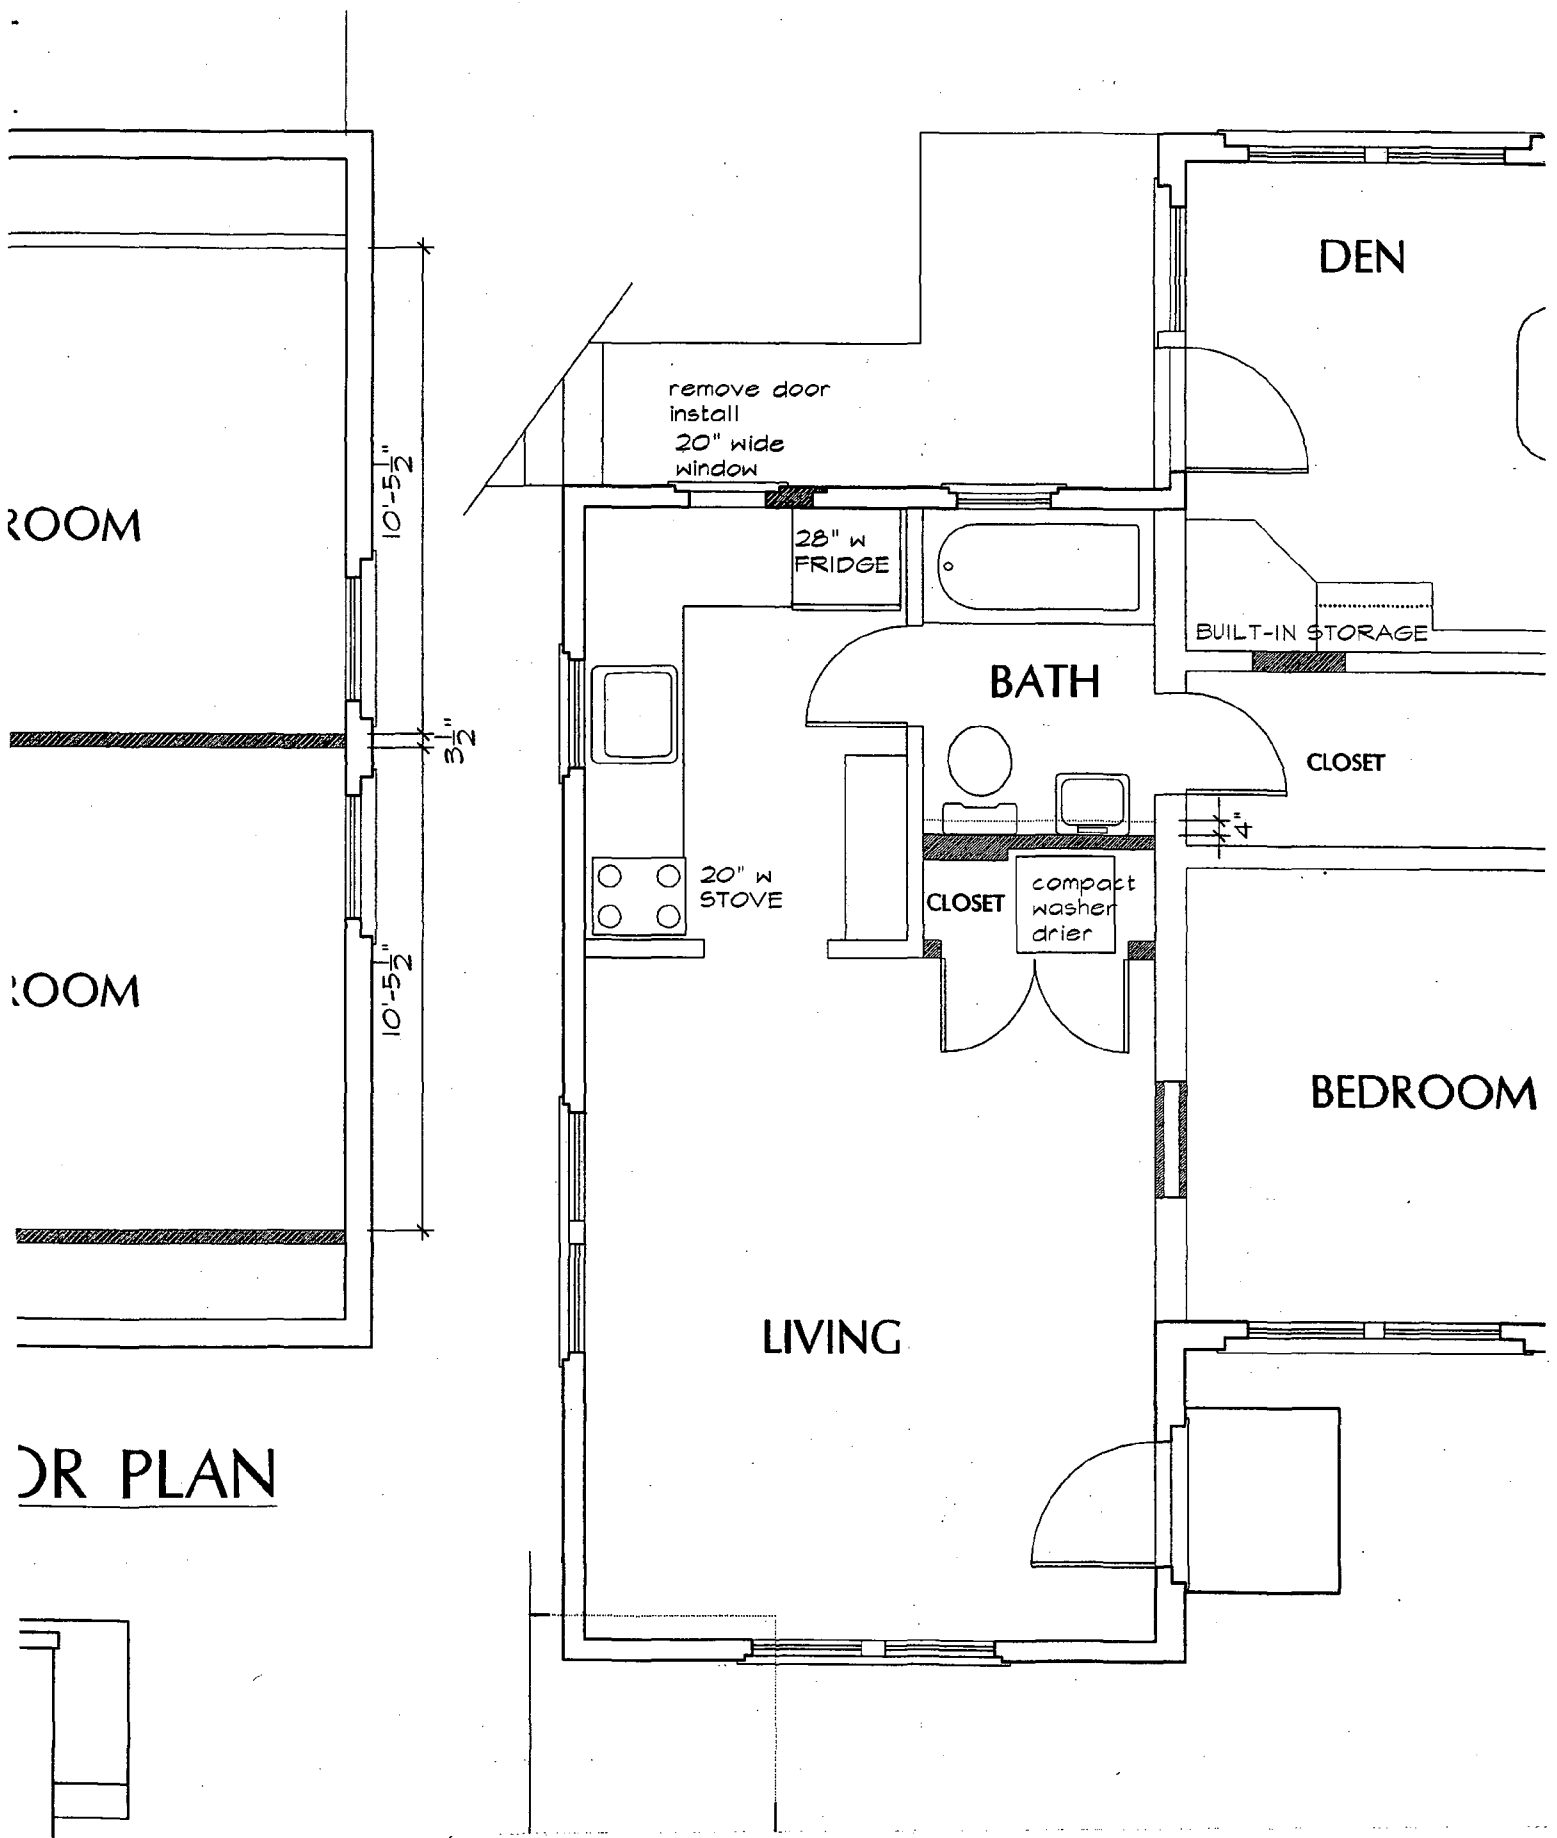 DEN
remove door
install
20" wide
window
10'-5½"
ROOM
28" w
FRIDGE
BUILT-IN STORAGE
BATH
3½"
CLOSET
4"
20" w
STOVE
CLOSET
compact
washer
drier
10'-5½"
ROOM
BEDROOM
LIVING
OR PLAN